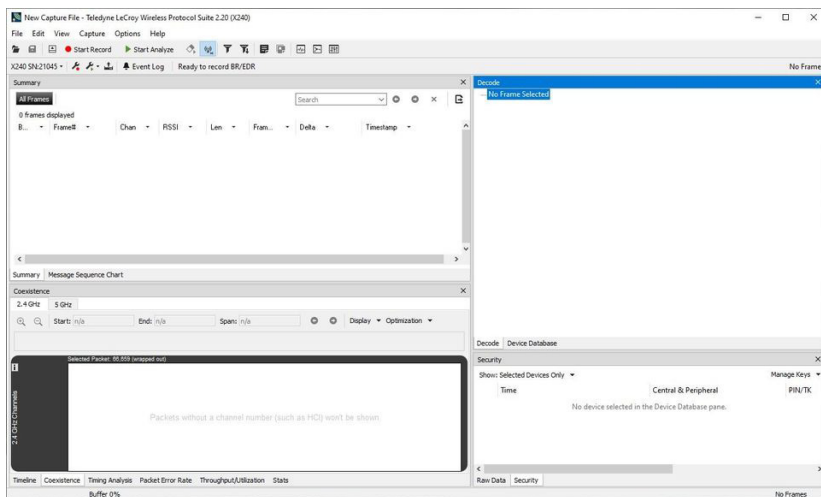 New Capture File - Teledyne LeCroy Wireless Protocol Suite 2.20 (X240)
File Edit View Capture Options Help
Start Record Start Analyze
X240 SN:21045 Event Log Ready to record BR/EDR No Frame
Summary
All Frames Search
0 frames displayed
B... Frame# Chan RSSI Len Fram... Delta Timestamp
Summary Message Sequence Chart
Coexistence
2.4 GHz 5 GHz
Start: n/a End: n/a Span: n/a Display Optimization
Selected Packet: 66,659 (wrapped out)
2.4 GHz Channels
Packets without a channel number (such as HCI) won't be shown.
Timeline Coexistence Timing Analysis Packet Error Rate Throughput/Utilization Stats
Decode
No Frame Selected
Decode Device Database
Security
Show: Selected Devices Only Manage Keys
Time Central & Peripheral PIN/TK
No device selected in the Device Database pane.
Raw Data Security
Buffer 0% No Frames